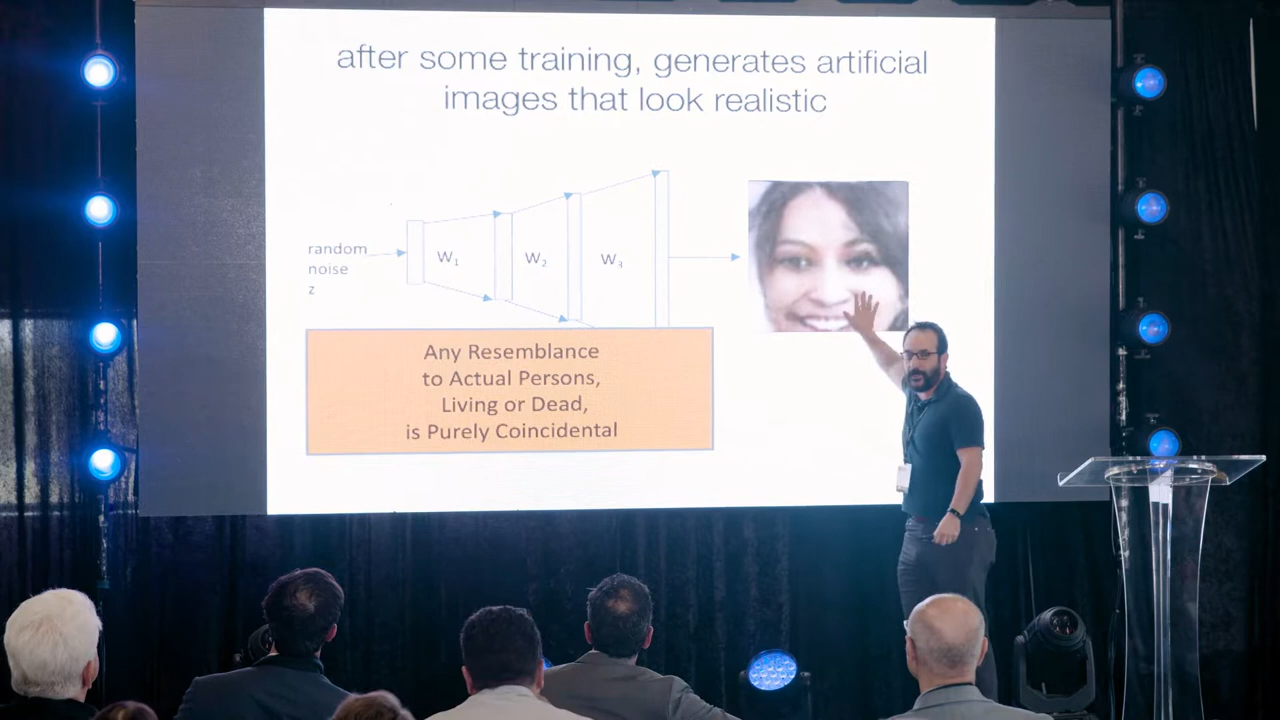 after some training, generates artificial
images that look realistic
random
noise
z
W₁
W₂
W₃
Any Resemblance
to Actual Persons,
Living or Dead,
is Purely Coincidental